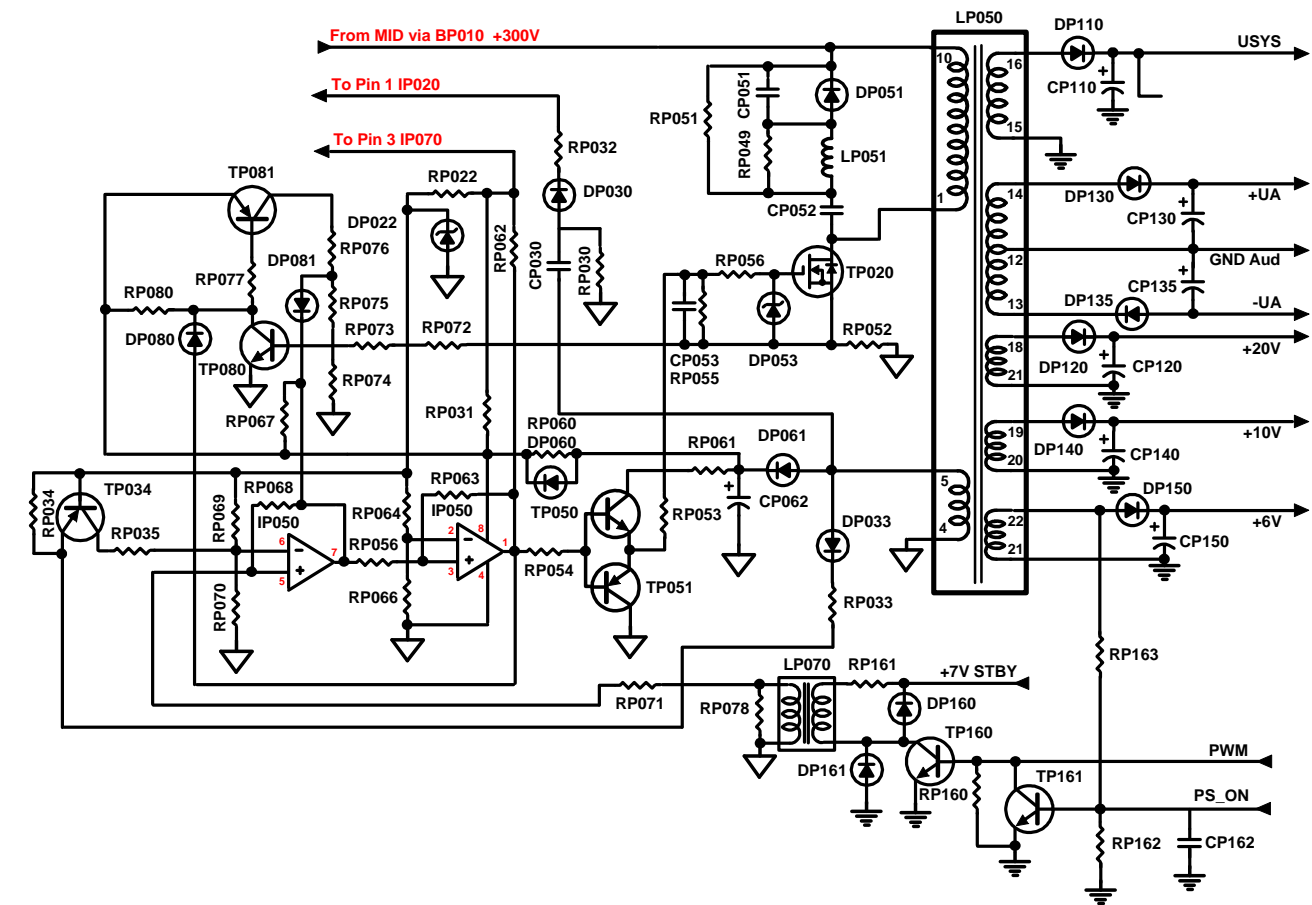 LP050
DP110
From MID via BP010 +300V
USYS
10
16
CP051
+
CP110
To Pin 1 IP020
DP051
RP051
15
To Pin 3 IP070
RP032
RP049
LP051
TP081
RP022
DP030
DP130
14
+UA
1
CP052
+
CP130
DP022
RP076
RP062
CP030
RP030
RP056
TP020
12
GND Aud
DP081
RP077
+
CP135
RP080
RP075
DP135
13
-UA
DP080
RP073
RP072
RP052
18
+20V
TP080
CP053
DP053
DP120
+
CP120
RP055
21
RP074
RP067
RP031
RP060
19
+10V
DP060
RP061
DP061
DP140
+
CP140
20
TP034
RP068
RP063
5
RP034
RP069
IP050
RP064
IP050
TP050
CP062
+
DP150
RP035
8
RP053
DP033
22
+6V
6
–
7
2
–
1
4
+
CP150
5
+
RP056
3
+
4
RP054
21
RP070
RP066
TP051
RP033
LP070
RP161
+7V STBY
RP163
RP071
RP078
DP160
TP160
DP161
PWM
RP160
TP161
PS_ON
RP162
CP162